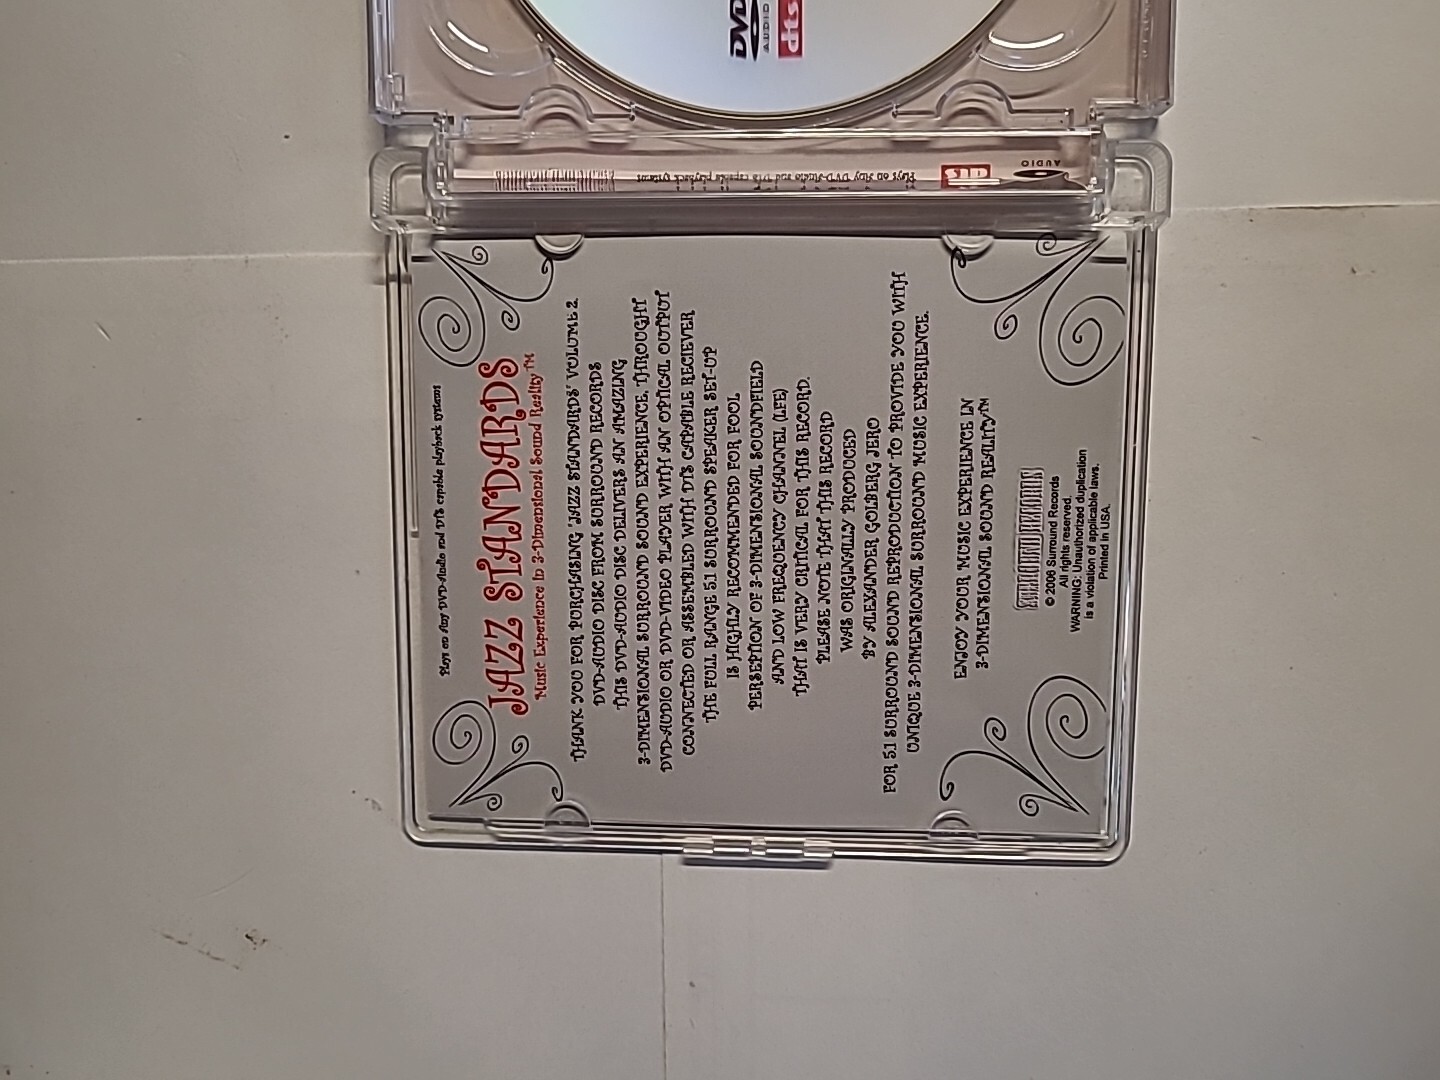 Plays on Any DVD-Audio and DTS capable playback systems
JAZZ STANDARDS
Music Experience In 3-Dimensional Sound Reality™
THANK YOU FOR PURCHASING 'JAZZ STANDARDS' VOLUME 2
DVD-AUDIO DISC FROM SURROUND RECORDS
THIS DVD-AUDIO DISC DELIVERS AN AMAZING
3-DIMENSIONAL SURROUND SOUND EXPERIENCE, THROUGHT
DVD-AUDIO OR DVD-VIDEO PLAYER WITH AN OPTICAL OUTPUT
CONNECTED OR ASSEMBLED WITH DTS CAPABLE RECIEVER
THE FULL RANGE 5.1 SURROUND SPEAKER SET-UP
IS HIGHLY RECOMMENDED FOR FOOL
PERSEPTION OF 3-DIMENSIONAL SOUNDFIELD
AND LOW FREQUENCY CHANNEL (LFE)
THAT IS VERY CRITICAL FOR THIS RECORD.
PLEASE NOTE THAT THIS RECORD
WAS ORIGINALLY PRODUCED
BY ALEXANDER GOLBERG JERO
FOR 5.1 SURROUND SOUND REPRODUCTION TO PROVIDE YOU WITH
UNIQUE 3-DIMENSIONAL SURROUND MUSIC EXPERIENCE.
ENJOY YOUR MUSIC EXPERIENCE IN
3-DIMENSIONAL SOUND REALITY™
SURROUND RECORDS
© 2006 Surround Records
All rights reserved.
WARNING: Unauthorized duplication
is a violation of applicable laws.
Printed in USA.
Plays on Any DVD-Audio and DTS capable playback systems
dts
AUDIO
DVD
AUDIO
dts